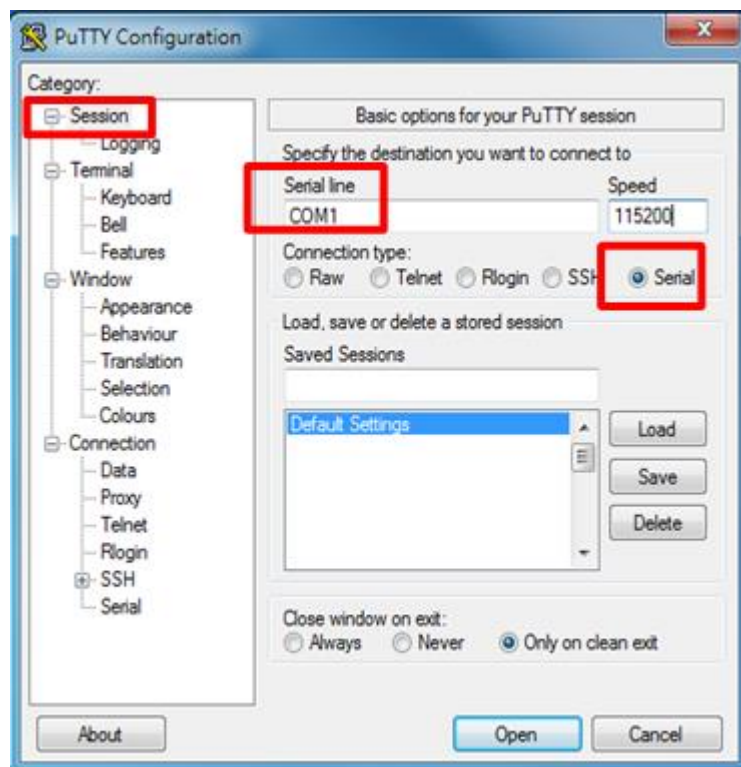 PuTTY Configuration
Category:
Session
Logging
Terminal
Keyboard
Bell
Features
Window
Appearance
Behaviour
Translation
Selection
Colours
Connection
Data
Proxy
Telnet
Rlogin
SSH
Serial
Basic options for your PuTTY session
Specify the destination you want to connect to
Serial line Speed
COM1 115200
Connection type:
Raw Telnet Rlogin SSH Serial
Load, save or delete a stored session
Saved Sessions
Default Settings
Load
Save
Delete
Close window on exit:
Always Never Only on clean exit
About Open Cancel